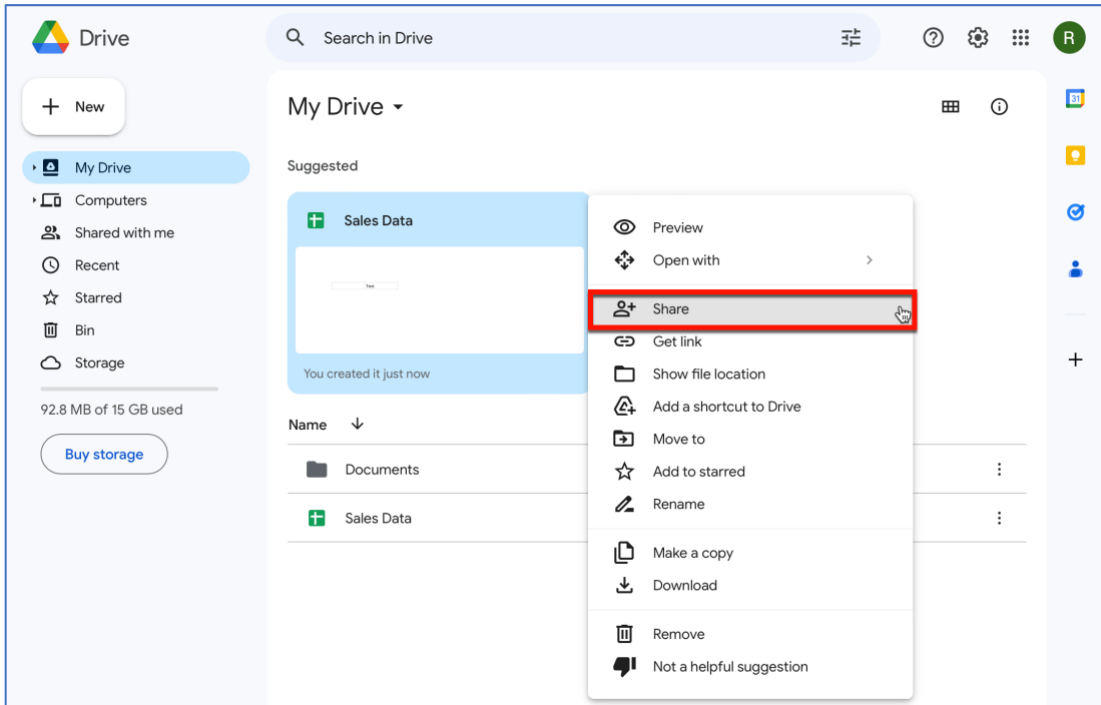 Drive
Search in Drive
R
New
My Drive
31
Suggested
My Drive
Computers
Shared with me
Recent
Starred
Bin
Storage
92.8 MB of 15 GB used
Buy storage
Sales Data
You created it just now
Name
Documents
Sales Data
Preview
Open with
Share
Get link
Show file location
Add a shortcut to Drive
Move to
Add to starred
Rename
Make a copy
Download
Remove
Not a helpful suggestion